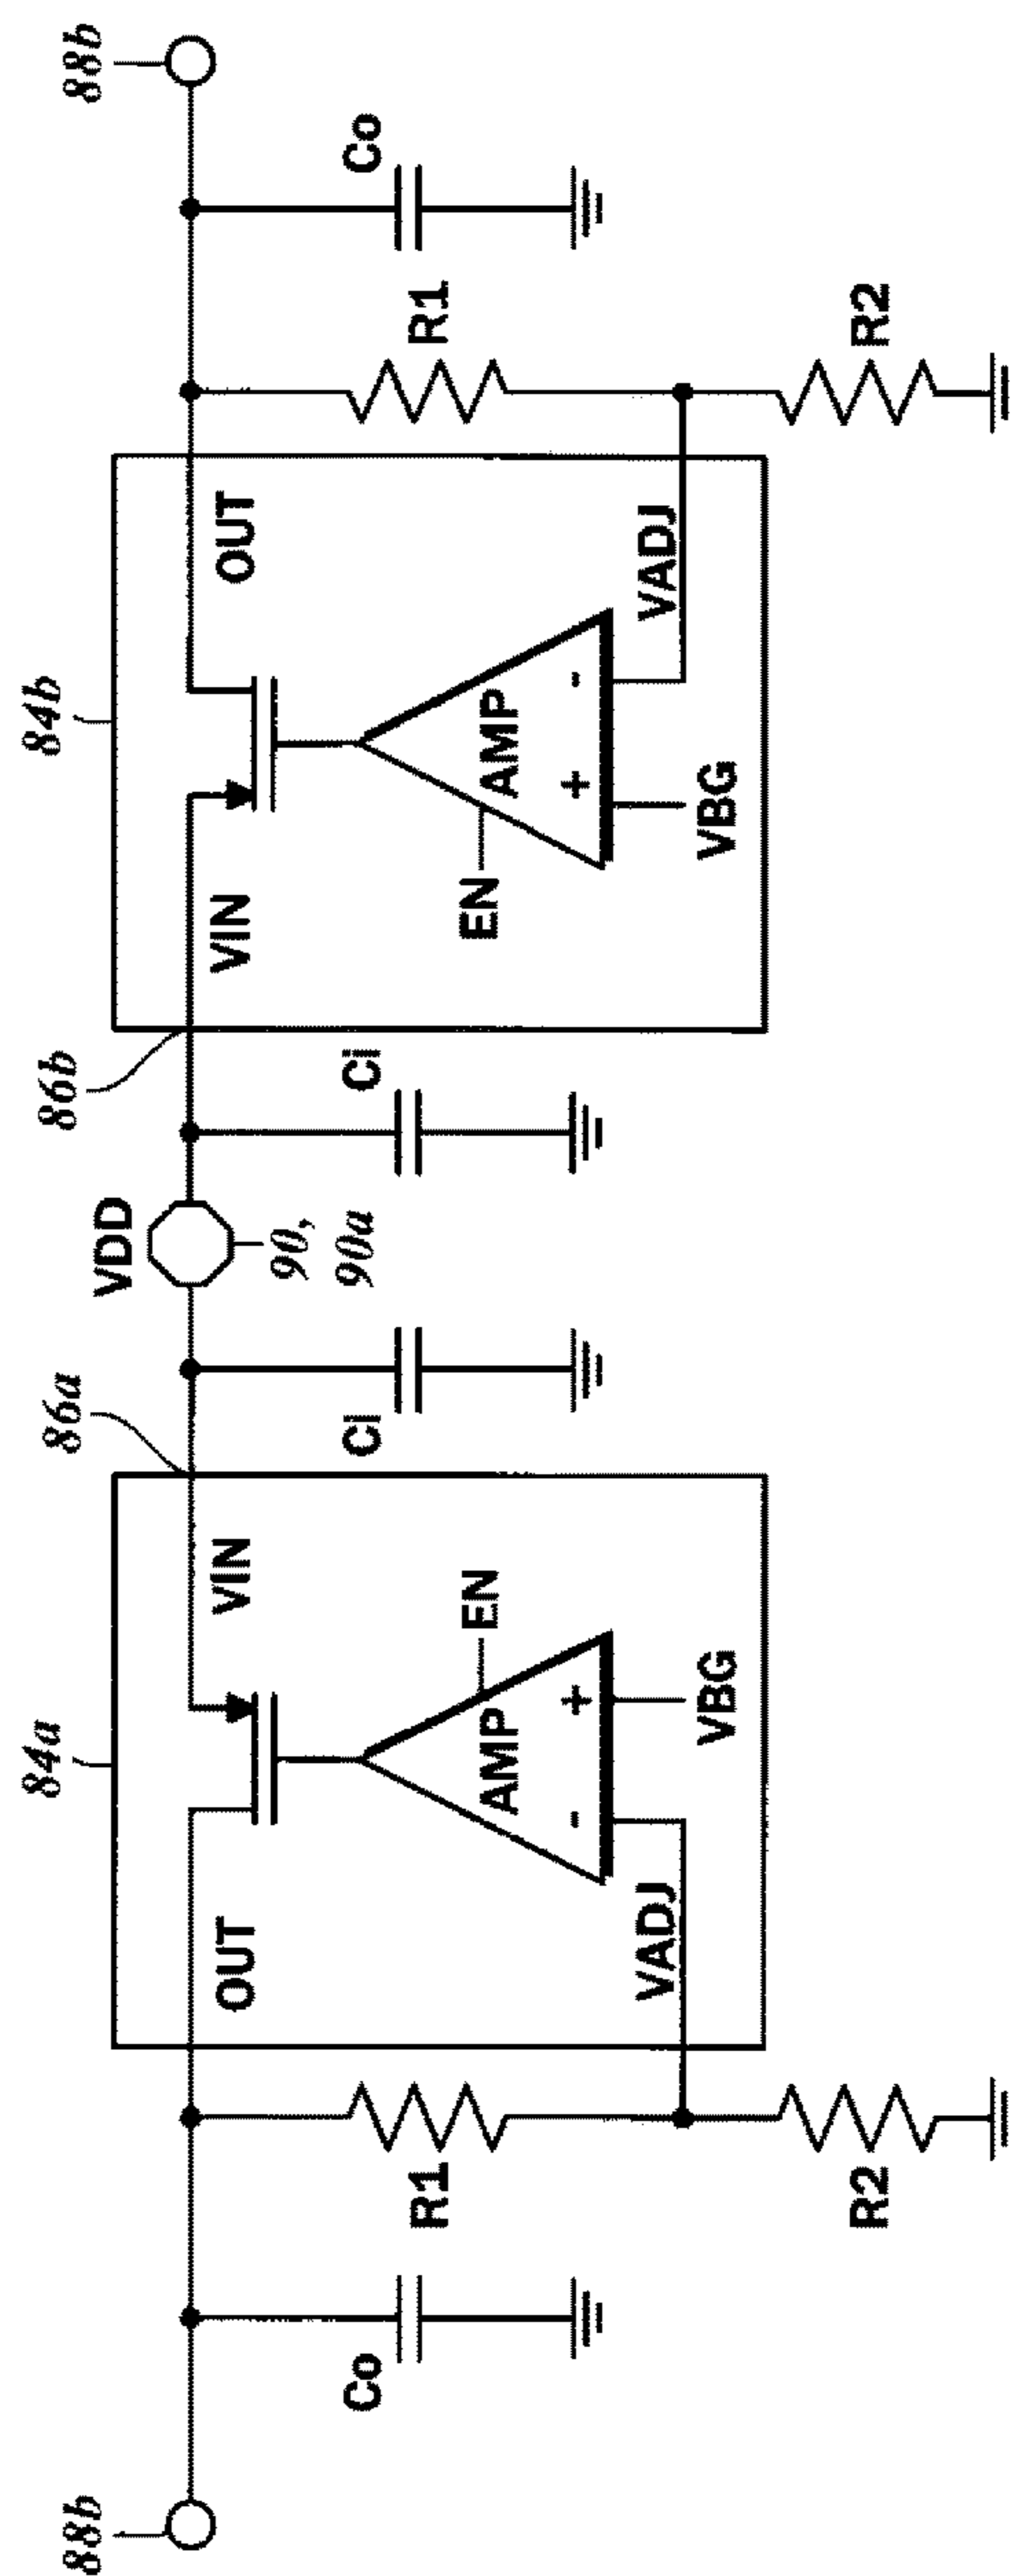 88b
Co
R1
R2
84a
OUT
VIN
AMP
EN
-
+
VADJ
VBG
86a
Ci
VDD
90,
90a
86b
Ci
84b
VIN
OUT
EN
AMP
+
-
VBG
VADJ
R1
R2
Co
88b